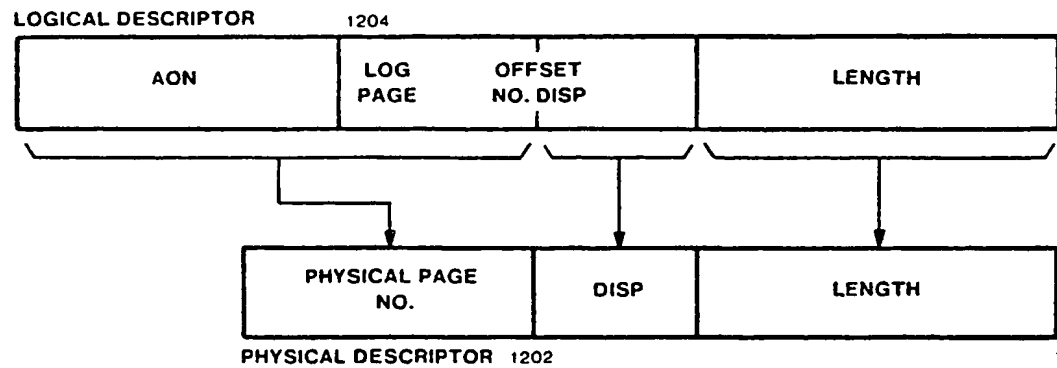 LOGICAL DESCRIPTOR 1204
AON LOG OFFSET LENGTH
PAGE NO. DISP
PHYSICAL PAGE DISP LENGTH
NO.
PHYSICAL DESCRIPTOR 1202